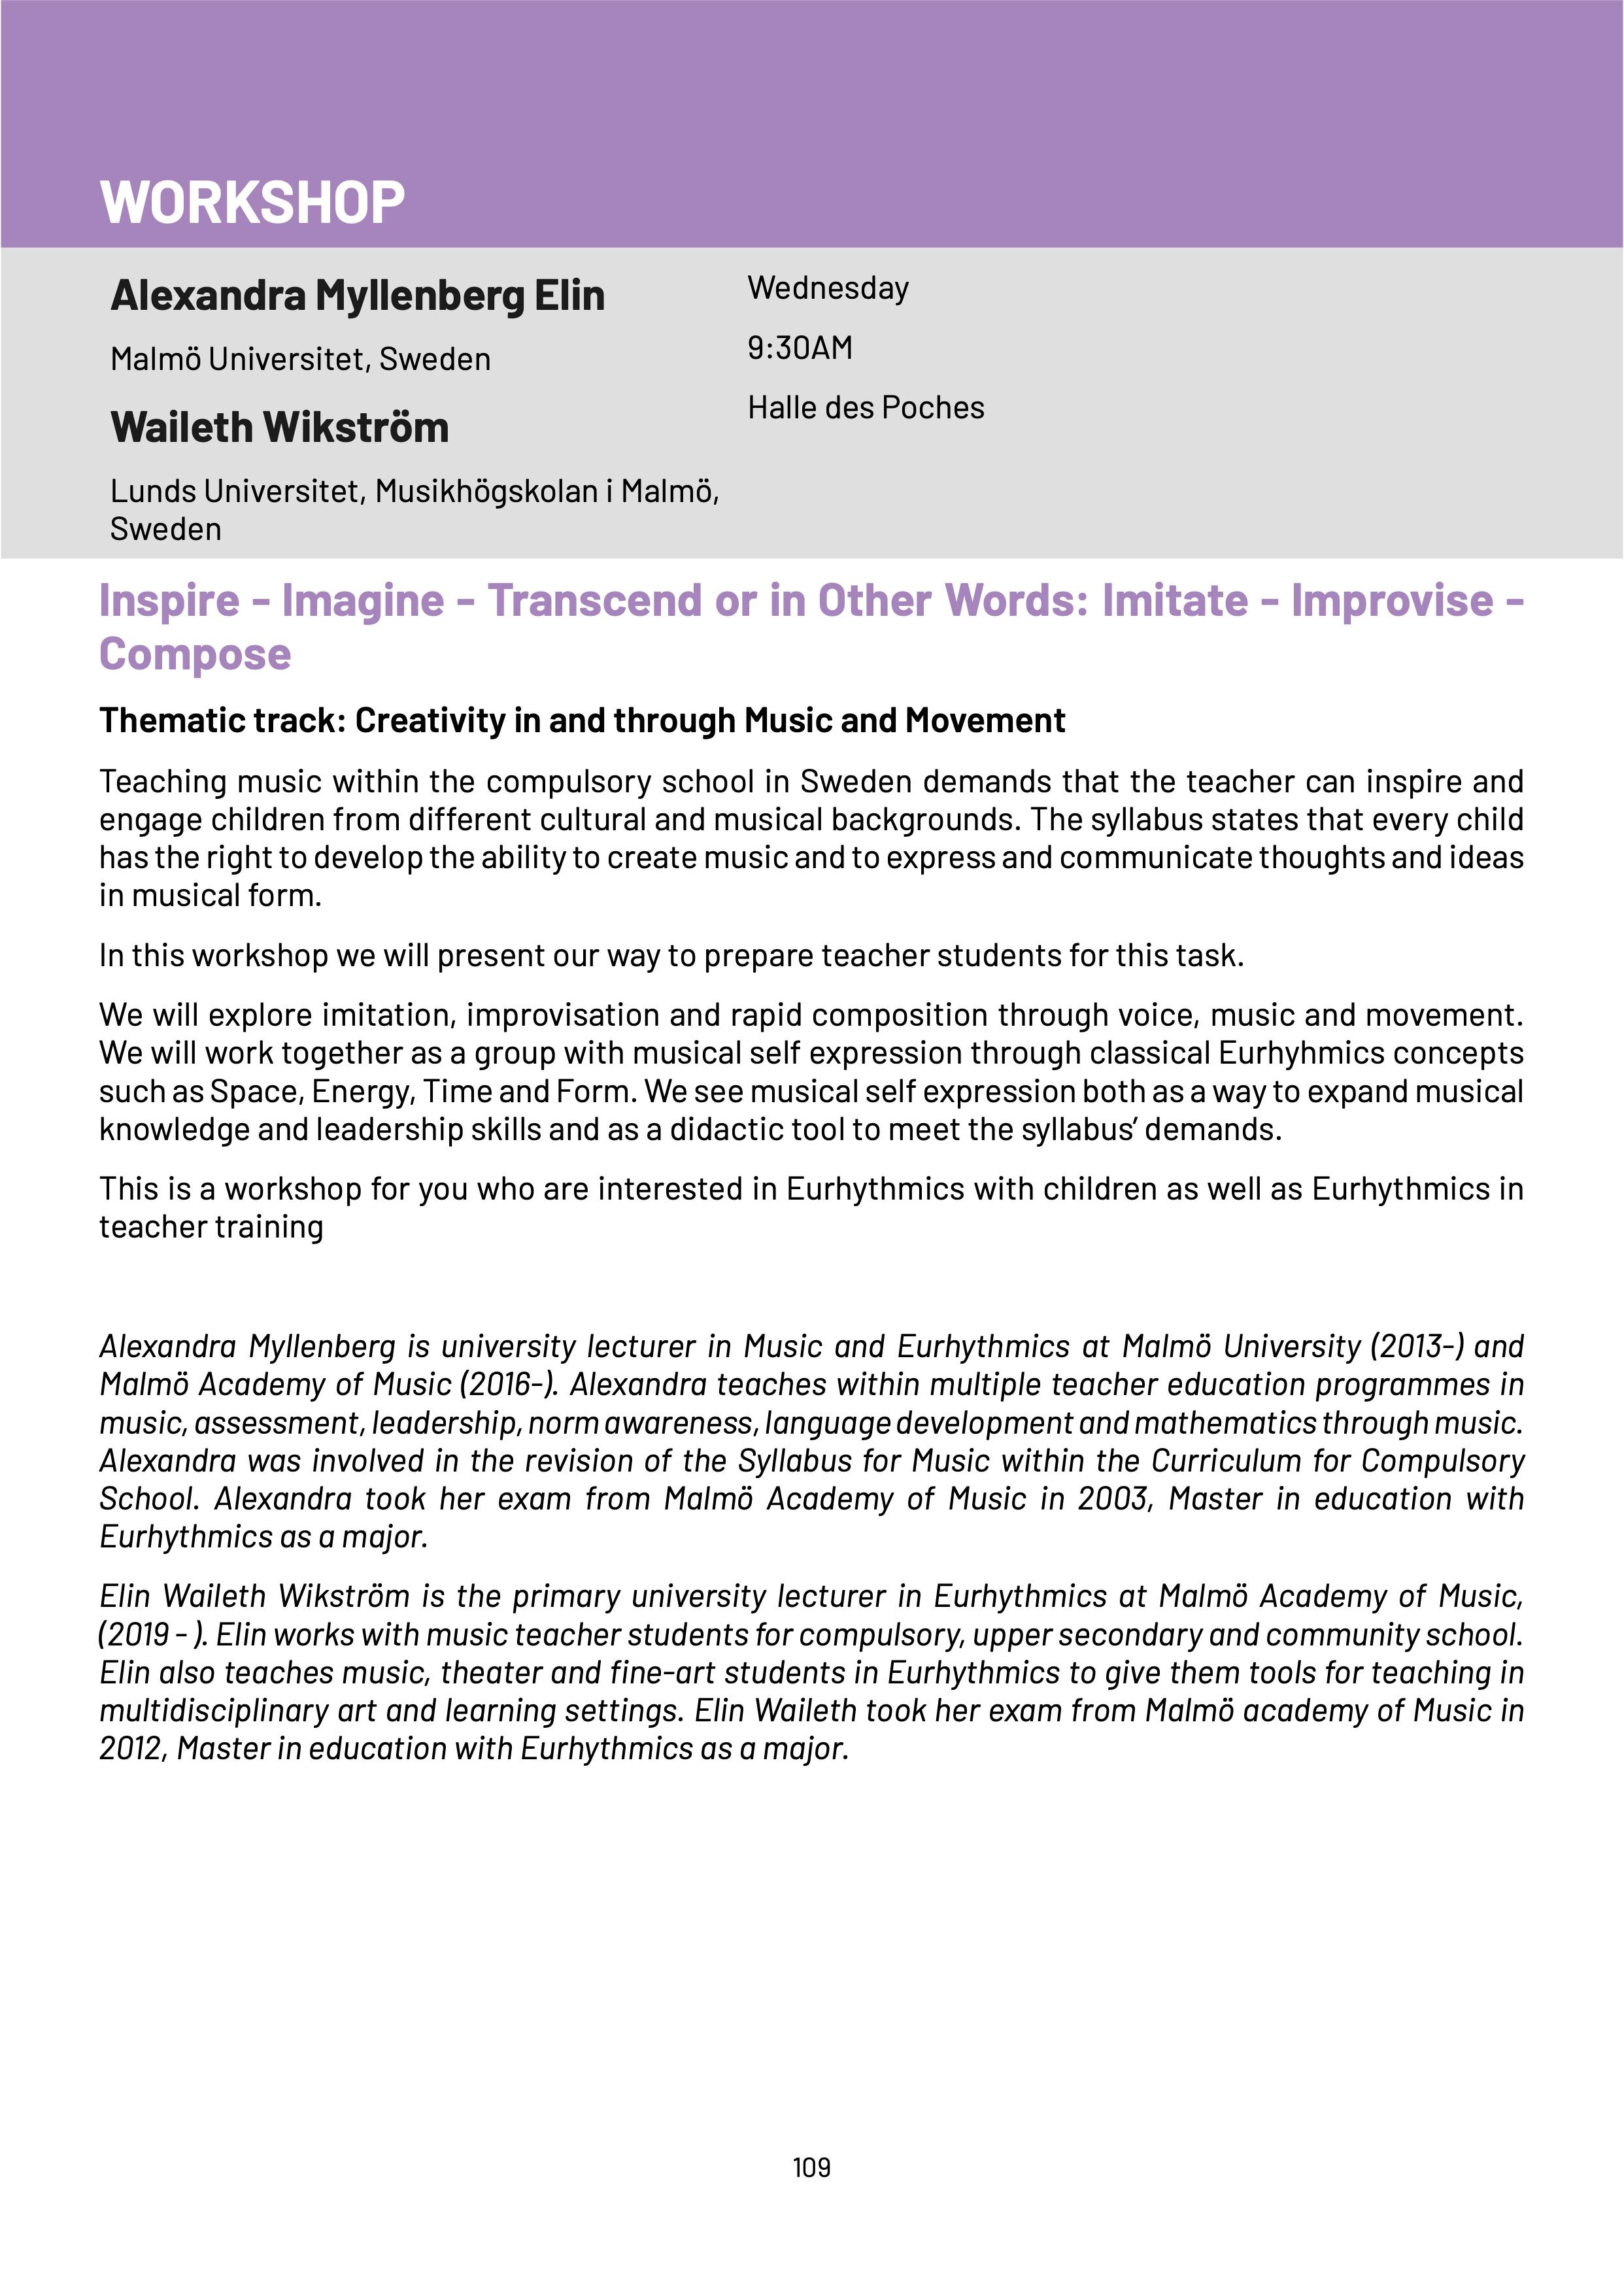 WORKSHOP
Alexandra Myllenberg Elin
Malmö Universitet, Sweden
Waileth Wikström
Lunds Universitet, Musikhögskolan i Malmö,
Sweden
Wednesday
9:30AM
Halle des Poches
Inspire - Imagine - Transcend or in Other Words: Imitate - Improvise -
Compose
Thematic track: Creativity in and through Music and Movement
Teaching music within the compulsory school in Sweden demands that the teacher can inspire and
engage children from different cultural and musical backgrounds. The syllabus states that every child
has the right to develop the ability to create music and to express and communicate thoughts and ideas
in musical form.
In this workshop we will present our way to prepare teacher students for this task.
We will explore imitation, improvisation and rapid composition through voice, music and movement.
We will work together as a group with musical self expression through classical Eurhyhmics concepts
such as Space, Energy, Time and Form. We see musical self expression both as a way to expand musical
knowledge and leadership skills and as a didactic tool to meet the syllabus’ demands.
This is a workshop for you who are interested in Eurhythmics with children as well as Eurhythmics in
teacher training
Alexandra Myllenberg is university lecturer in Music and Eurhythmics at Malmö University (2013-) and
Malmö Academy of Music (2016-). Alexandra teaches within multiple teacher education programmes in
music, assessment, leadership, norm awareness, language development and mathematics through music.
Alexandra was involved in the revision of the Syllabus for Music within the Curriculum for Compulsory
School. Alexandra took her exam from Malmö Academy of Music in 2003, Master in education with
Eurhythmics as a major.
Elin Waileth Wikström is the primary university lecturer in Eurhythmics at Malmö Academy of Music,
(2019 - ). Elin works with music teacher students for compulsory, upper secondary and community school.
Elin also teaches music, theater and fine-art students in Eurhythmics to give them tools for teaching in
multidisciplinary art and learning settings. Elin Waileth took her exam from Malmö academy of Music in
2012, Master in education with Eurhythmics as a major.
109